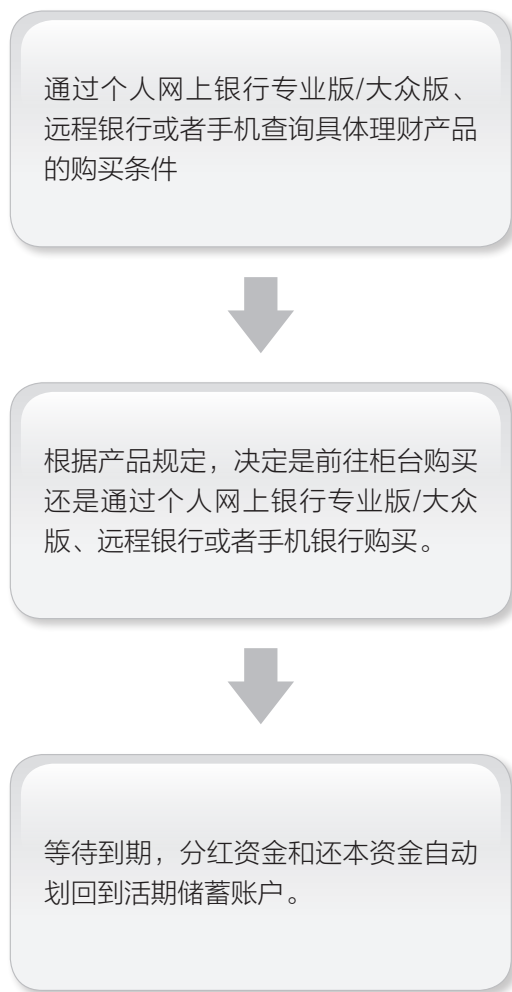 通过个人网上银行专业版/大众版、
远程银行或者手机查询具体理财产品
的购买条件
根据产品规定，决定是前往柜台购买
还是通过个人网上银行专业版/大众
版、远程银行或者手机银行购买。
等待到期，分红资金和还本资金自动
划回到活期储蓄账户。